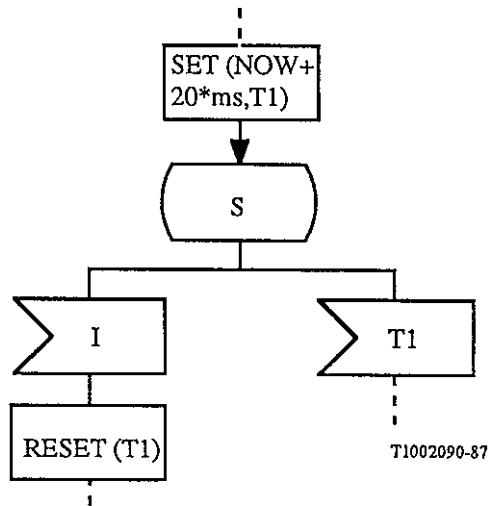 SET (NOW+
20*ms,T1)
S
I
T1
RESET (T1)
T1002090-87